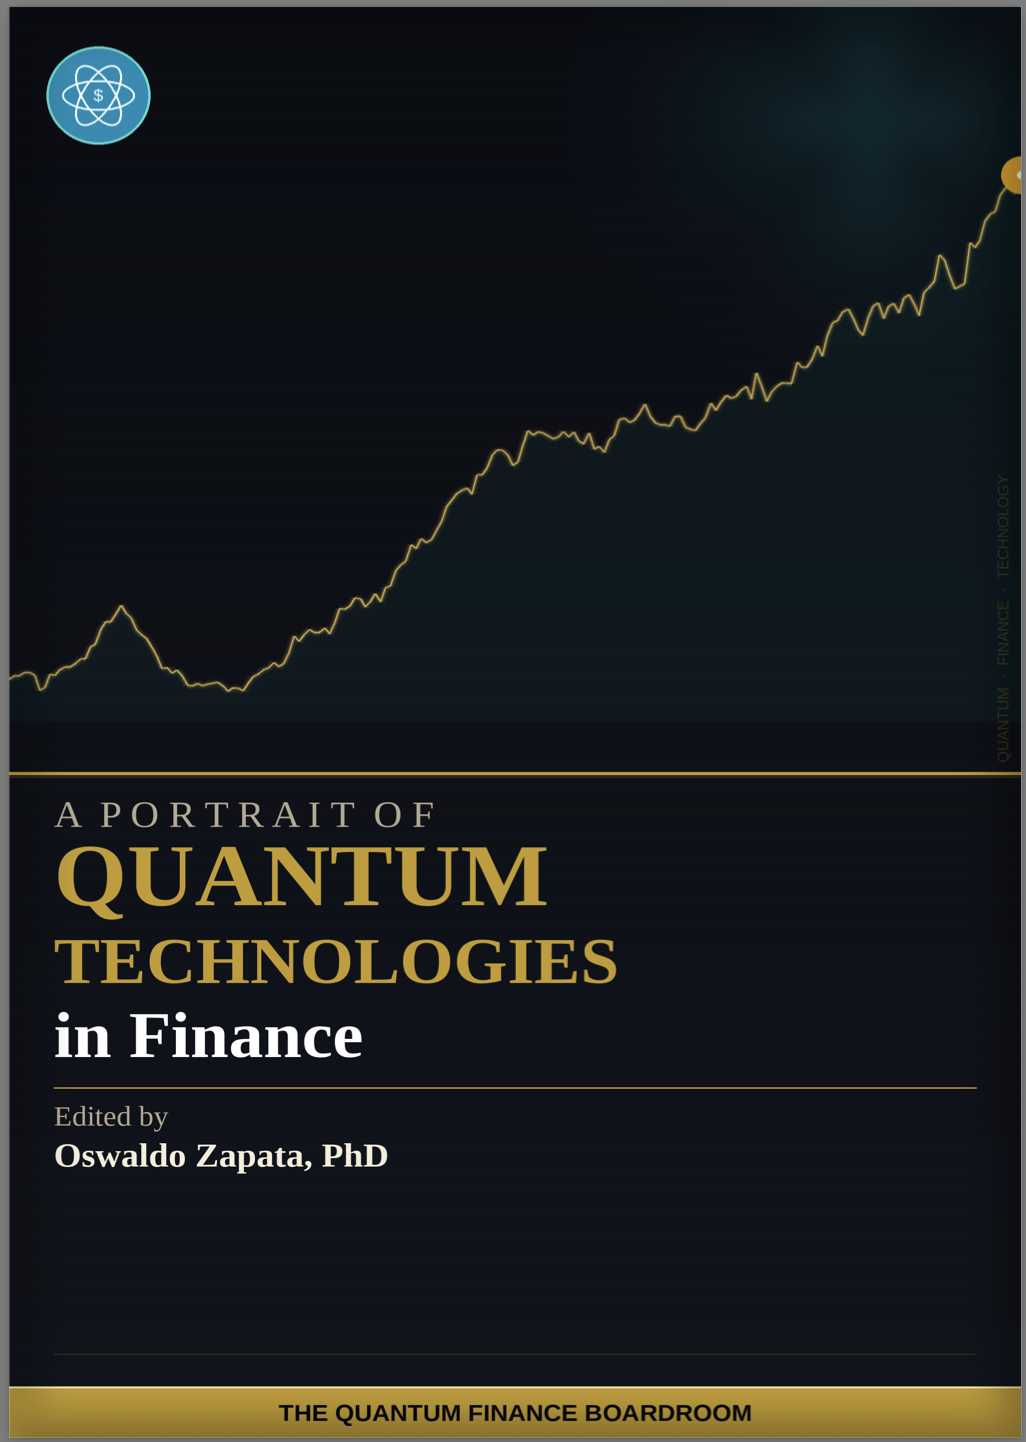 $
QUANTUM · FINANCE · TECHNOLOGY
A PORTRAIT OF
QUANTUM
TECHNOLOGIES
in Finance
Edited by
Oswaldo Zapata, PhD
THE QUANTUM FINANCE BOARDROOM